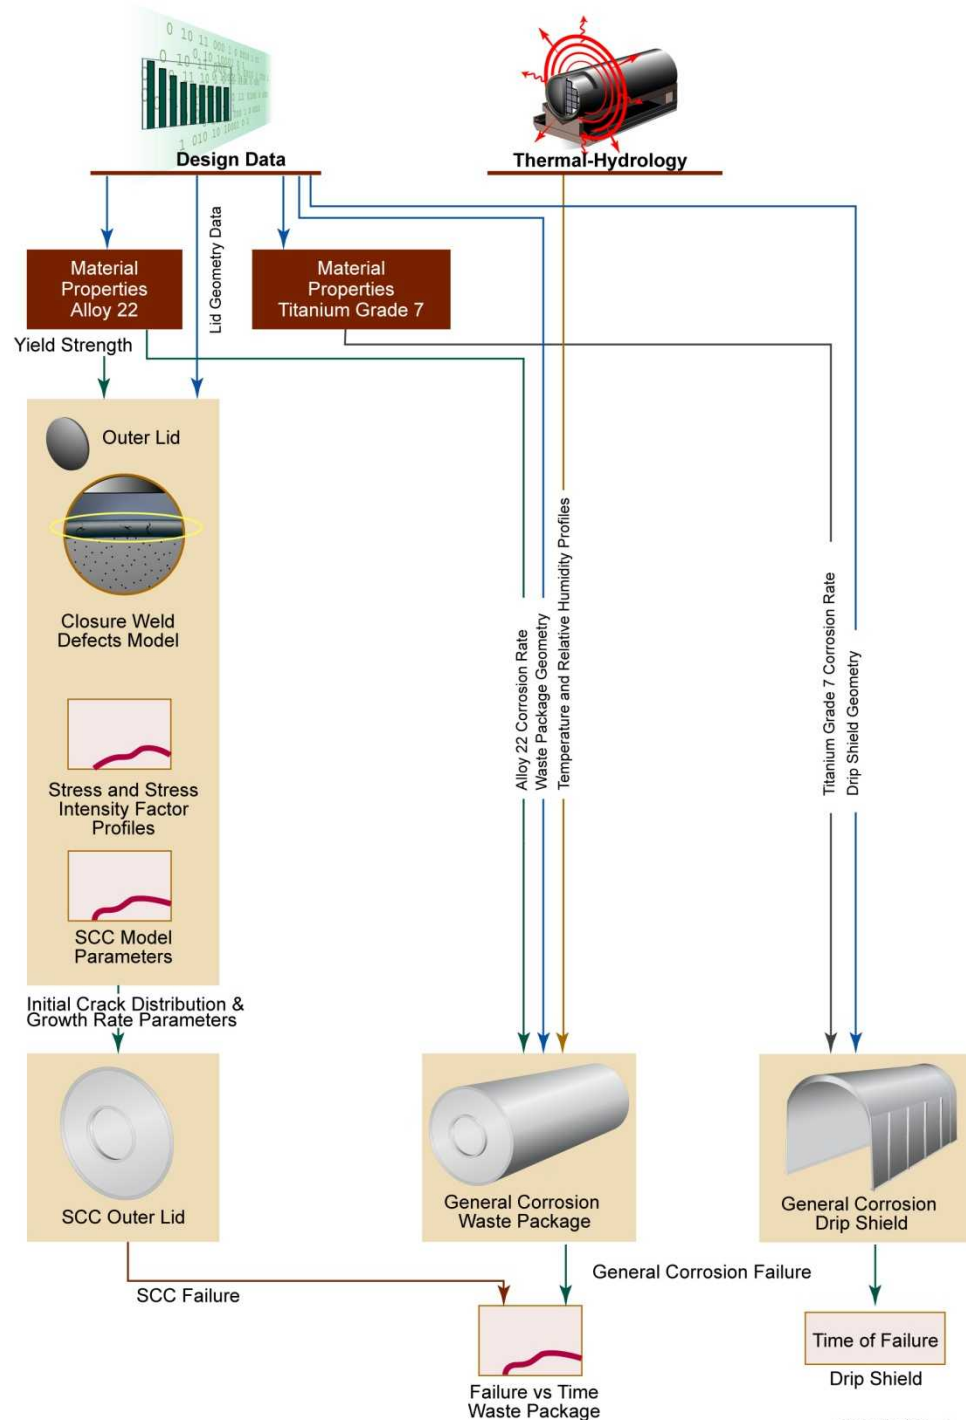 Design Data
Thermal-Hydrology
Lid Geometry Data
Material
Properties
Alloy 22
Material
Properties
Titanium Grade 7
Yield Strength
Outer Lid
Closure Weld
Defects Model
Stress and Stress
Intensity Factor
Profiles
SCC Model
Parameters
Alloy 22 Corrosion Rate
Waste Package Geometry
Temperature and Relative Humidity Profiles
Titanium Grade 7 Corrosion Rate
Drip Shield Geometry
Initial Crack Distribution &
Growth Rate Parameters
SCC Outer Lid
General Corrosion
Waste Package
General Corrosion
Drip Shield
SCC Failure
General Corrosion Failure
Time of Failure
Drip Shield
Failure vs Time
Waste Package